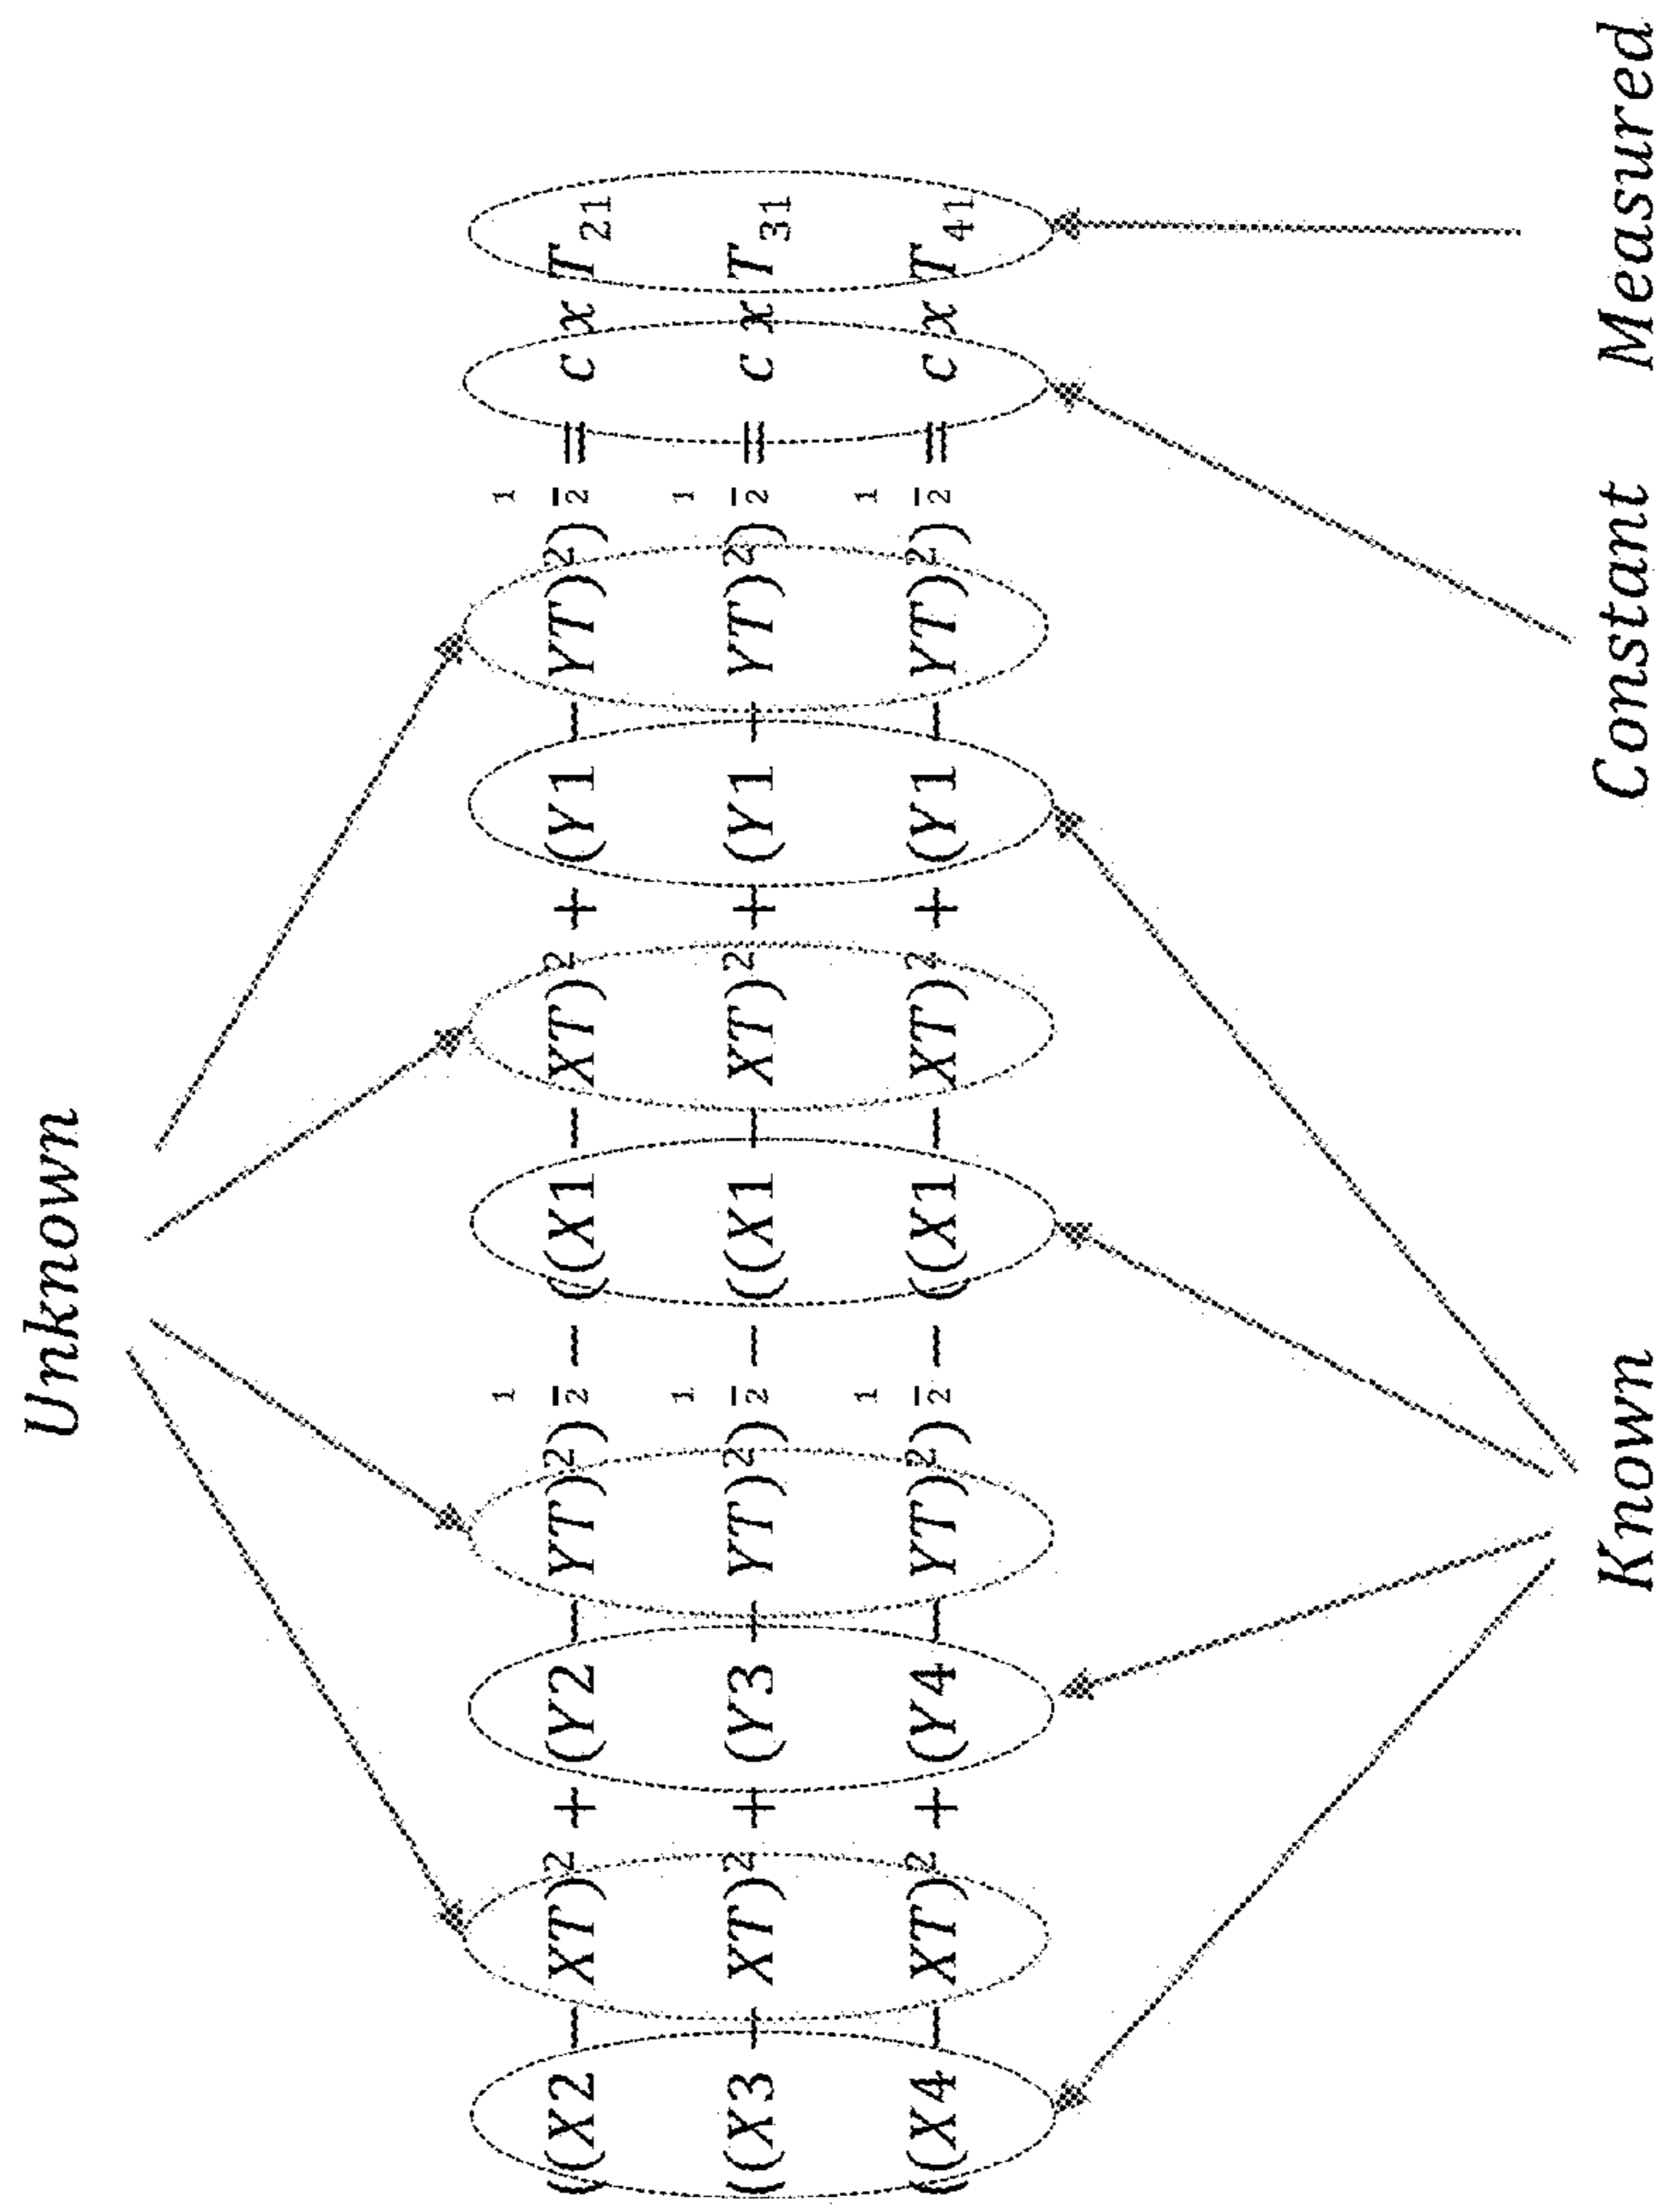 Unknown
((X2 − XT)² + (Y2 − YT)²)^(1/2) − ((X1 − XT)² + (Y1 − YT)²)^(1/2) = c x T₂₁
((X3 − XT)² + (Y3 − YT)²)^(1/2) − ((X1 − XT)² + (Y1 − YT)²)^(1/2) = c x T₃₁
((X4 − XT)² + (Y4 − YT)²)^(1/2) − ((X1 − XT)² + (Y1 − YT)²)^(1/2) = c x T₄₁
Known Constant Measured